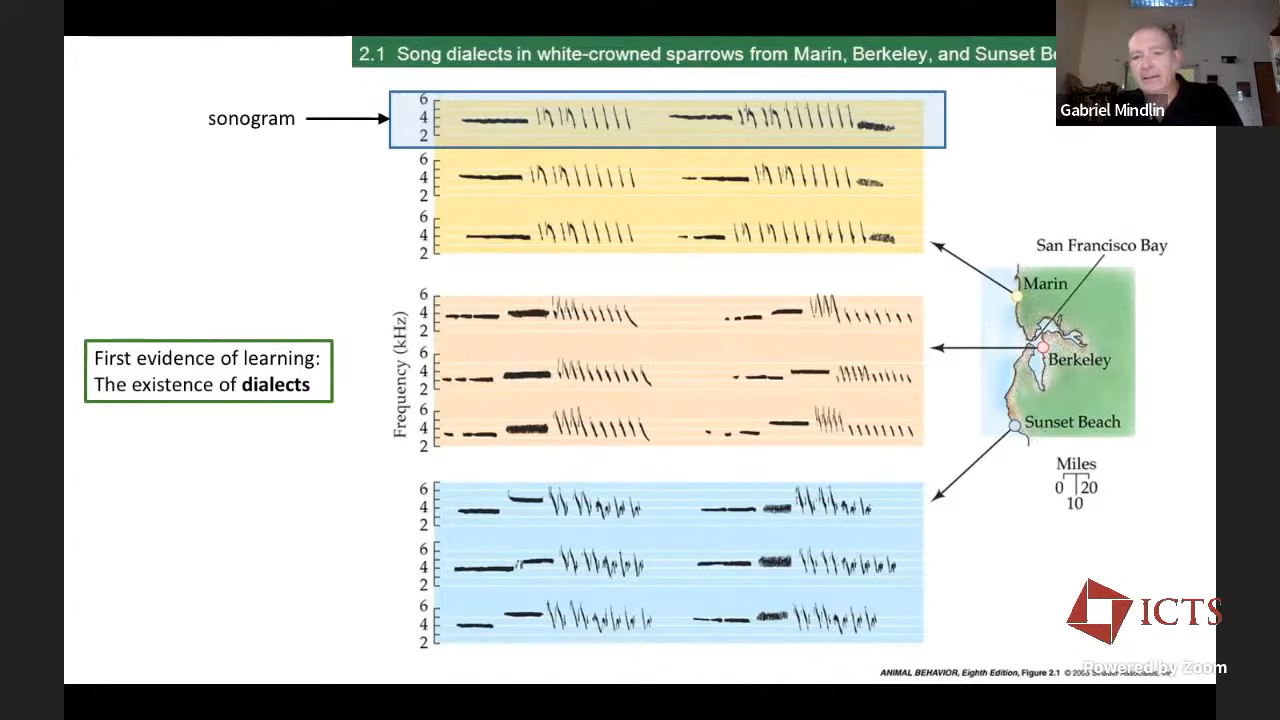 2.1 Song dialects in white-crowned sparrows from Marin, Berkeley, and Sunset Be
Gabriel Mindlin
sonogram
6
4
2
6
4
2
6
4
2
First evidence of learning:
The existence of dialects
Frequency (kHz)
6
4
2
6
4
2
6
4
2
6
4
2
6
4
2
6
4
2
San Francisco Bay
Marin
Berkeley
Sunset Beach
Miles
0 20
10
ICTS
Powered by Zoom
ANIMAL BEHAVIOR, Eighth Edition, Figure 2.1 ©